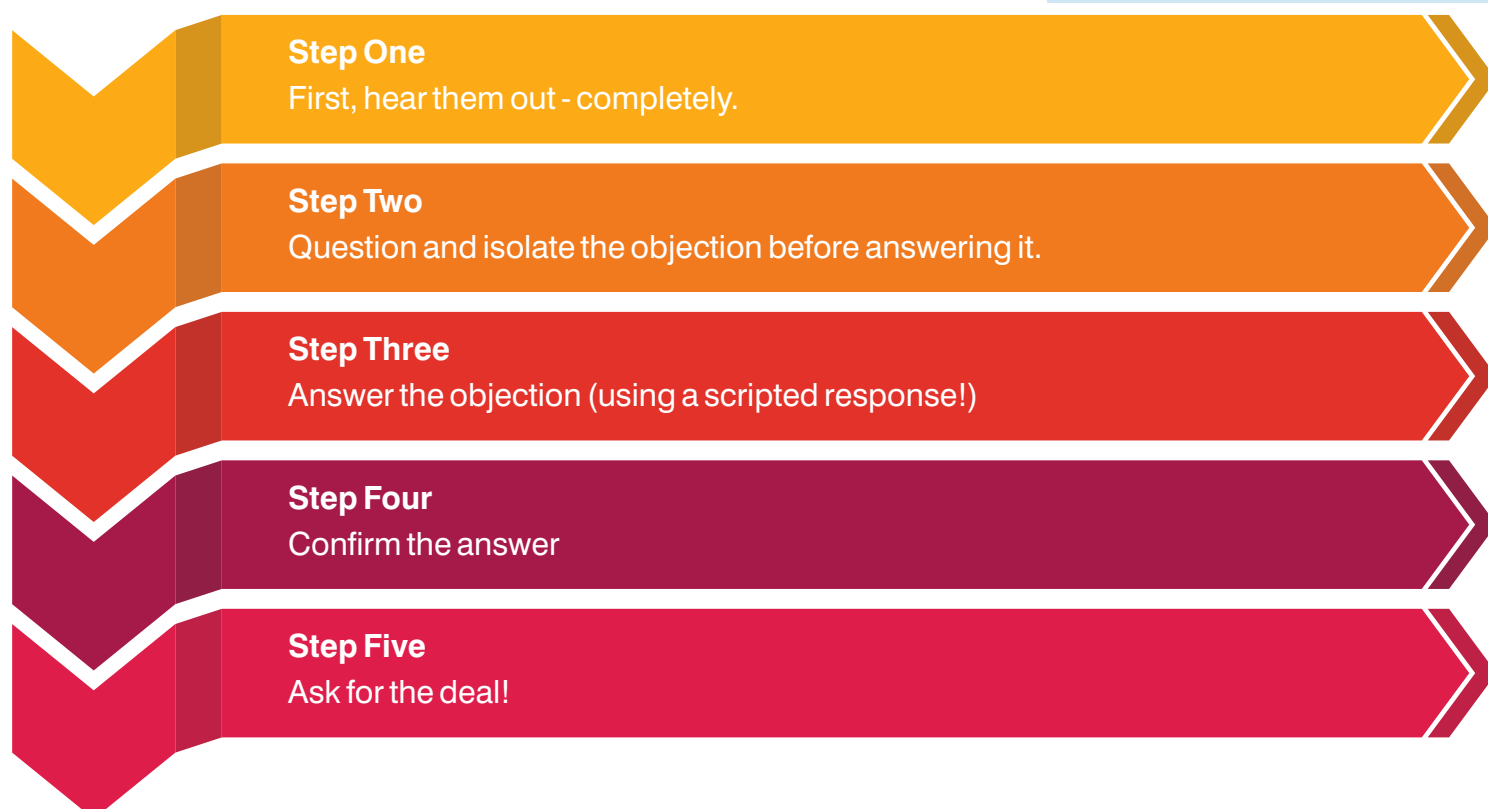 Step One
First, hear them out - completely.
Step Two
Question and isolate the objection before answering it.
Step Three
Answer the objection (using a scripted response!)
Step Four
Confirm the answer
Step Five
Ask for the deal!